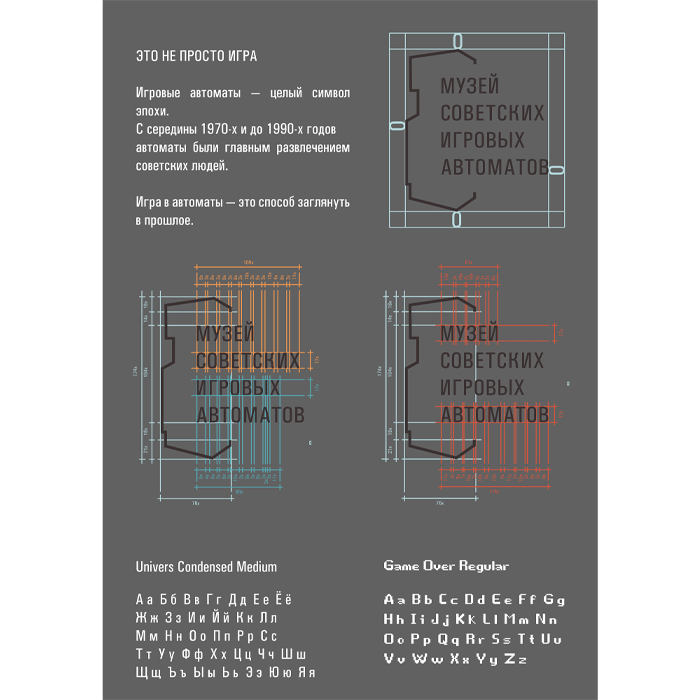 ЭТО НЕ ПРОСТО ИГРА
Игровые автоматы — целый символ
эпохи.
С середины 1970-х и до 1990-х годов
автоматы были главным развлечением
советских людей.
Игра в автоматы — это способ заглянуть
в прошлое.
МУЗЕЙ
СОВЕТСКИХ
ИГРОВЫХ
АВТОМАТОВ
МУЗЕЙ
СОВЕТСКИХ
ИГРОВЫХ
АВТОМАТОВ
МУЗЕЙ
СОВЕТСКИХ
ИГРОВЫХ
АВТОМАТОВ
Univers Condensed Medium
Аа Бб Вв Гг Дд Ее Ёё
Жж Зз Ии Йй Кк Лл
Мм Нн Оо Пп Рр Сс
Тт Уу Фф Хх Цц Чч Шш
Щщ Ъъ Ыы Ьь Ээ Юю Яя
Game Over Regular
Aa Bb Cc Dd Ee Ff Gg
Hh Ii Jj Kk Ll Mm Nn
Oo Pp Qq Rr Ss Tt Uu
Vv Ww Xx Yy Zz